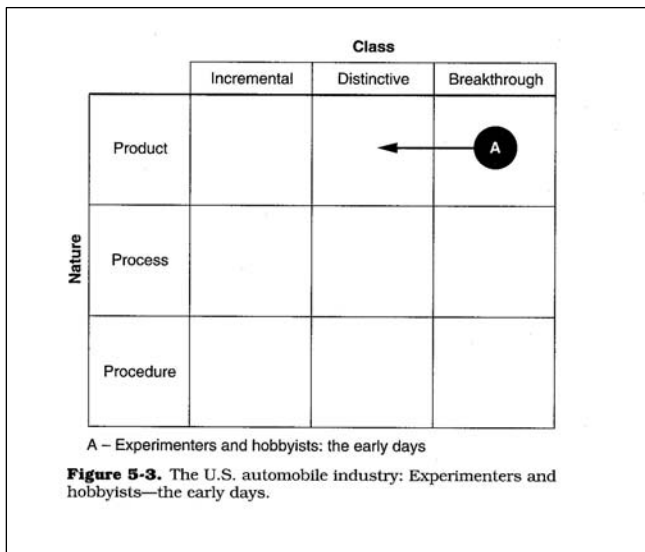 Class
Incremental Distinctive Breakthrough
Product
A
Nature
Process
Procedure
A – Experimenters and hobbyists: the early days
Figure 5-3. The U.S. automobile industry: Experimenters and
hobbyists—the early days.